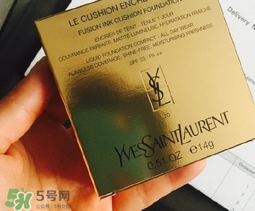 LE CUSHION ENCRE
FUSION INK CUSHION FOUNDATION
ENCRIER DE TEINT - TENUE 1 JOUR
COUVRANCE PARFAITE, MATITÉ LUMINEUSE, HYDRATATION FRAÎCHE
LIQUID FOUNDATION COMPACT - ALL DAY WEAR
FLAWLESS COVERAGE, SHINE-FREE, MOISTURISING FRESHNESS
SPF 23 - PA ++
YSL
YVES SAINT LAURENT
0.51 OZ ℮ 14g
Delivery N
5号网